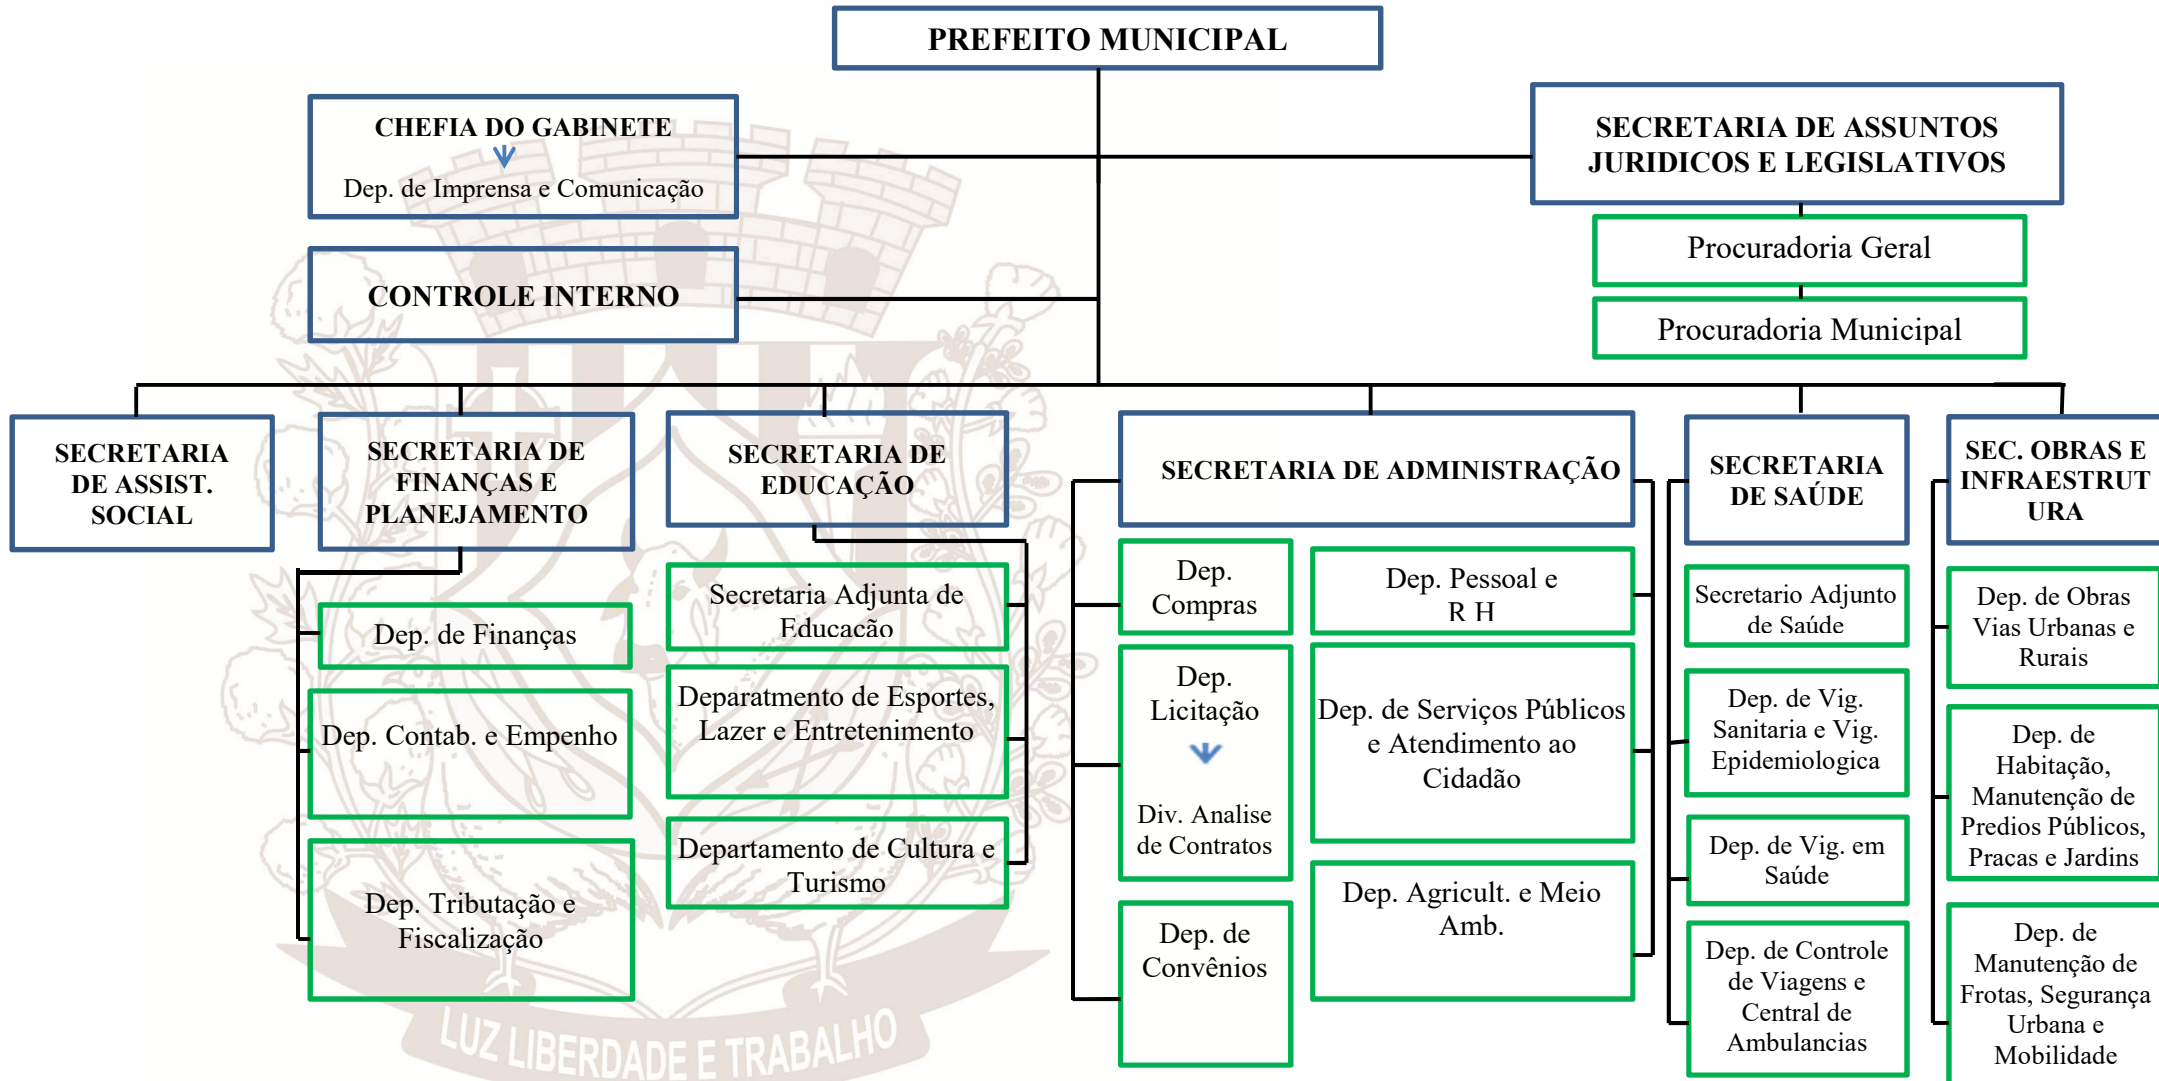 PREFEITO MUNICIPAL
CHEFIA DO GABINETE
Dep. de Imprensa e Comunicação
SECRETARIA DE ASSUNTOS
JURIDICOS E LEGISLATIVOS
Procuradoria Geral
Procuradoria Municipal
CONTROLE INTERNO
SECRETARIA
DE ASSIST.
SOCIAL
SECRETARIA DE
FINANÇAS E
PLANEJAMENTO
Dep. de Finanças
Dep. Contab. e Empenho
Dep. Tributação e
Fiscalização
SECRETARIA DE
EDUCAÇÃO
Secretaria Adjunta de
Educacão
Deparatmento de Esportes,
Lazer e Entretenimento
Departamento de Cultura e
Turismo
SECRETARIA DE ADMINISTRAÇÃO
Dep.
Compras
Dep.
Licitação
Div. Analise
de Contratos
Dep. de
Convênios
Dep. Pessoal e
R H
Dep. de Serviços Públicos
e Atendimento ao
Cidadão
Dep. Agricult. e Meio
Amb.
SECRETARIA
DE SAÚDE
Secretario Adjunto
de Saúde
Dep. de Vig.
Sanitaria e Vig.
Epidemiologica
Dep. de Vig. em
Saúde
Dep. de Controle
de Viagens e
Central de
Ambulancias
SEC. OBRAS E
INFRAESTRUT
URA
Dep. de Obras
Vias Urbanas e
Rurais
Dep. de
Habitação,
Manutenção de
Predios Públicos,
Pracas e Jardins
Dep. de
Manutenção de
Frotas, Segurança
Urbana e
Mobilidade
LUZ LIBERDADE E TRABALHO